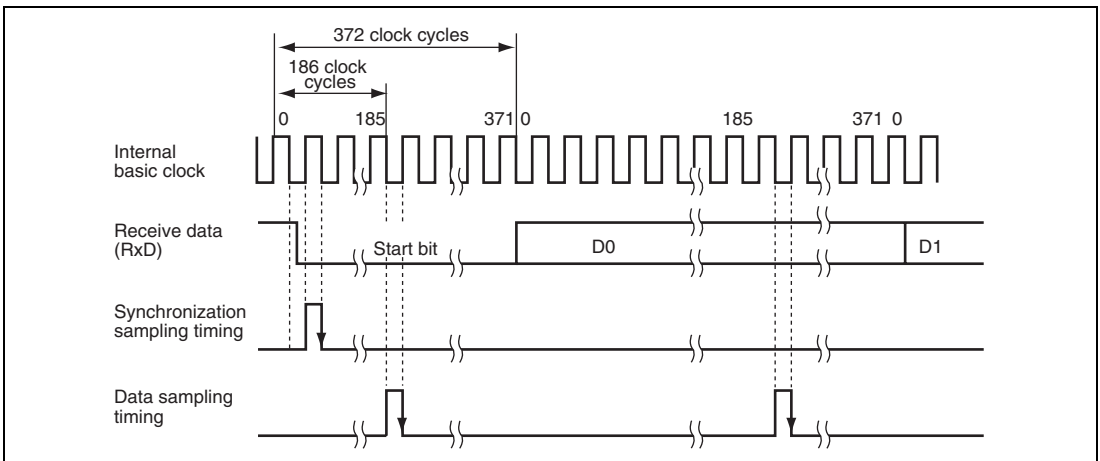 372 clock cycles
186 clock
cycles
0 185 371 0 185 371 0
Internal
basic clock
Receive data
(RxD)
Start bit D0 D1
Synchronization
sampling timing
Data sampling
timing